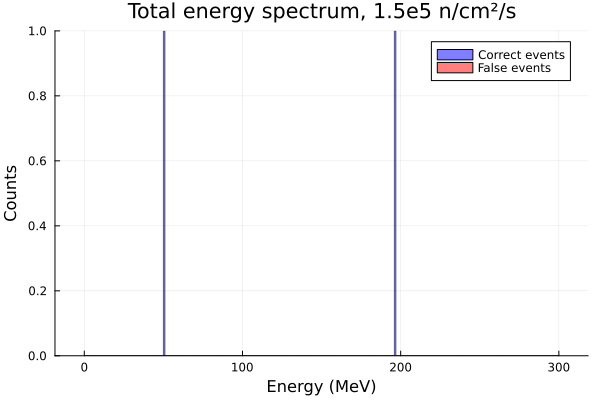 Total energy spectrum, 1.5e5 n/cm²/s
Correct events
False events
1.0
0.8
0.6
0.4
0.2
0.0
Counts
0 100 200 300
Energy (MeV)